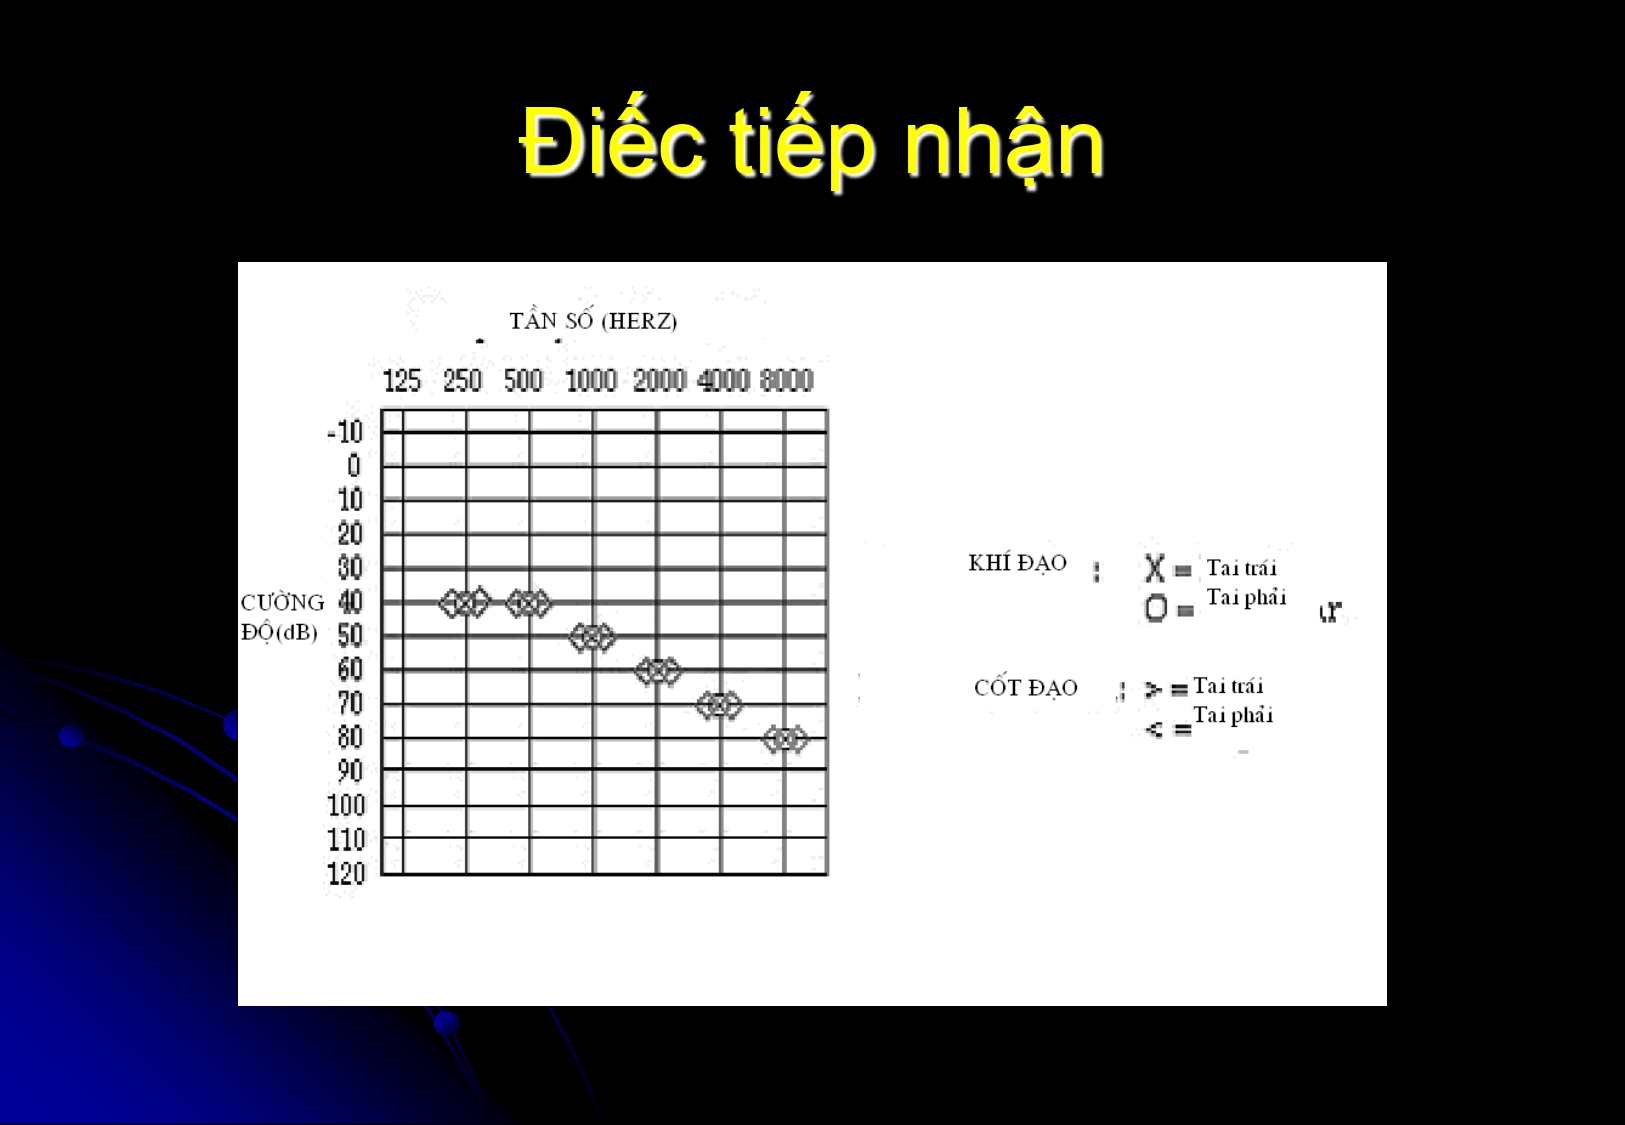 Điếc tiếp nhận
TẦN SỐ (HERZ)
125 250 500 1000 2000 4000 8000
-10
0
10
20
30
CƯỜNG 40
ĐỘ(dB) 50
60
70
80
90
100
110
120
KHÍ ĐẠO : X = Tai trái
O = Tai phải
CỐT ĐẠO : > = Tai trái
< = Tai phải